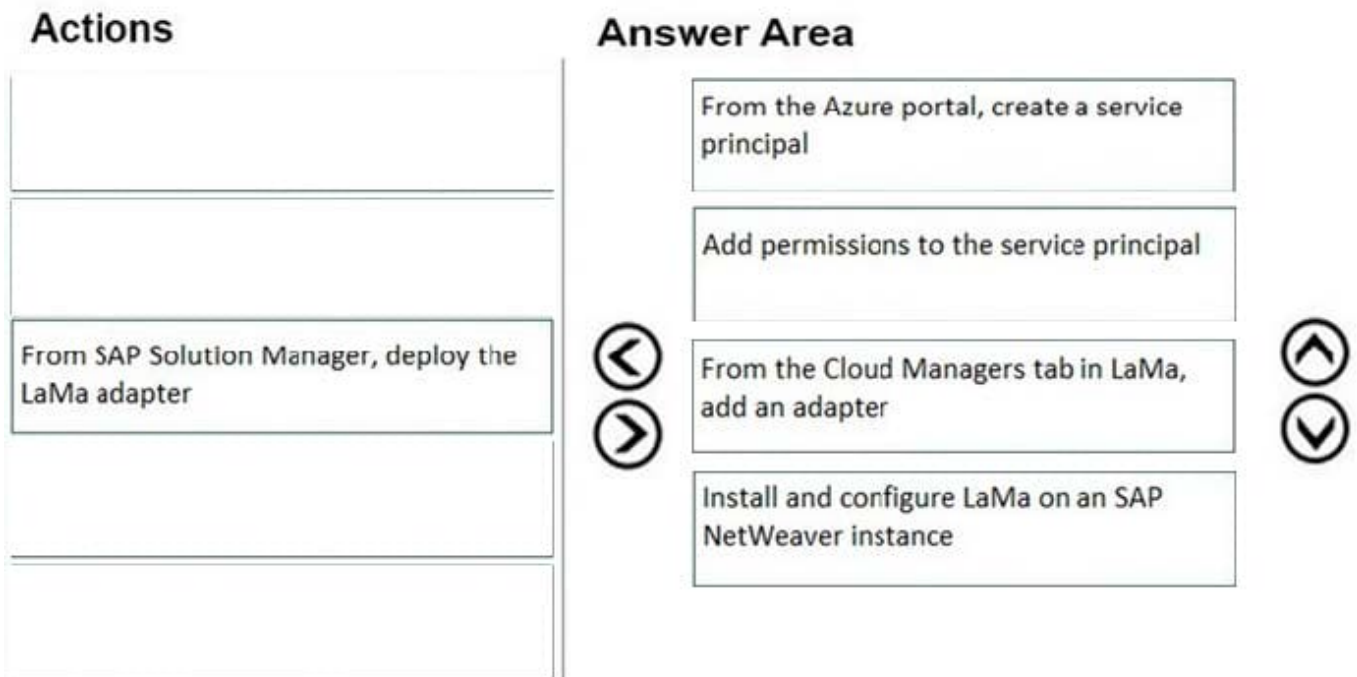 Actions
Answer Area
From SAP Solution Manager, deploy the
LaMa adapter
From the Azure portal, create a service
principal
Add permissions to the service principal
From the Cloud Managers tab in LaMa,
add an adapter
Install and configure LaMa on an SAP
NetWeaver instance